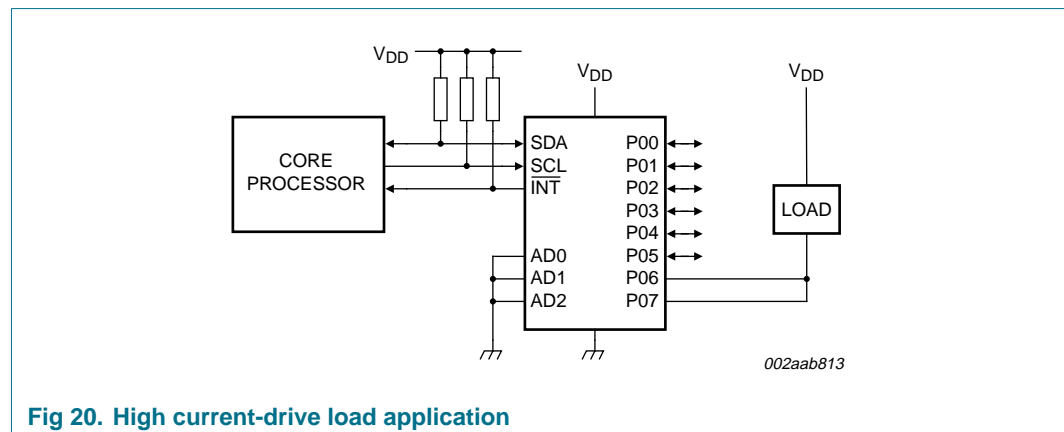 VDD
VDD
VDD
CORE
PROCESSOR
SDA
SCL
INT
AD0
AD1
AD2
P00
P01
P02
P03
P04
P05
P06
P07
LOAD
002aab813
Fig 20. High current-drive load application